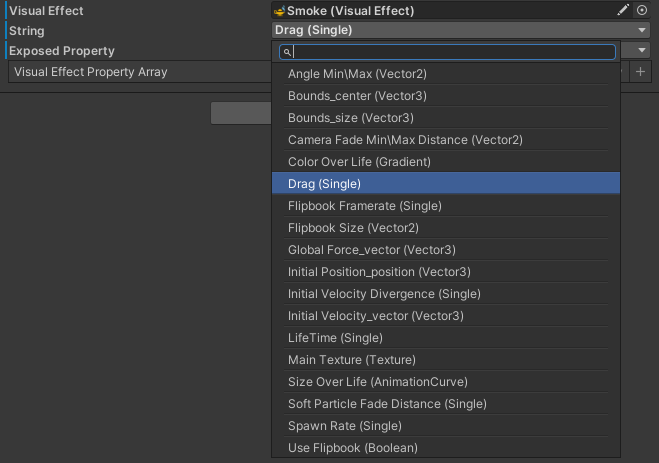 Visual Effect Smoke (Visual Effect)
String Drag (Single)
Exposed Property
Visual Effect Property Array
Angle Min\Max (Vector2)
Bounds_center (Vector3)
Bounds_size (Vector3)
Camera Fade Min\Max Distance (Vector2)
Color Over Life (Gradient)
Drag (Single)
Flipbook Framerate (Single)
Flipbook Size (Vector2)
Global Force_vector (Vector3)
Initial Position_position (Vector3)
Initial Velocity Divergence (Single)
Initial Velocity_vector (Vector3)
LifeTime (Single)
Main Texture (Texture)
Size Over Life (AnimationCurve)
Soft Particle Fade Distance (Single)
Spawn Rate (Single)
Use Flipbook (Boolean)